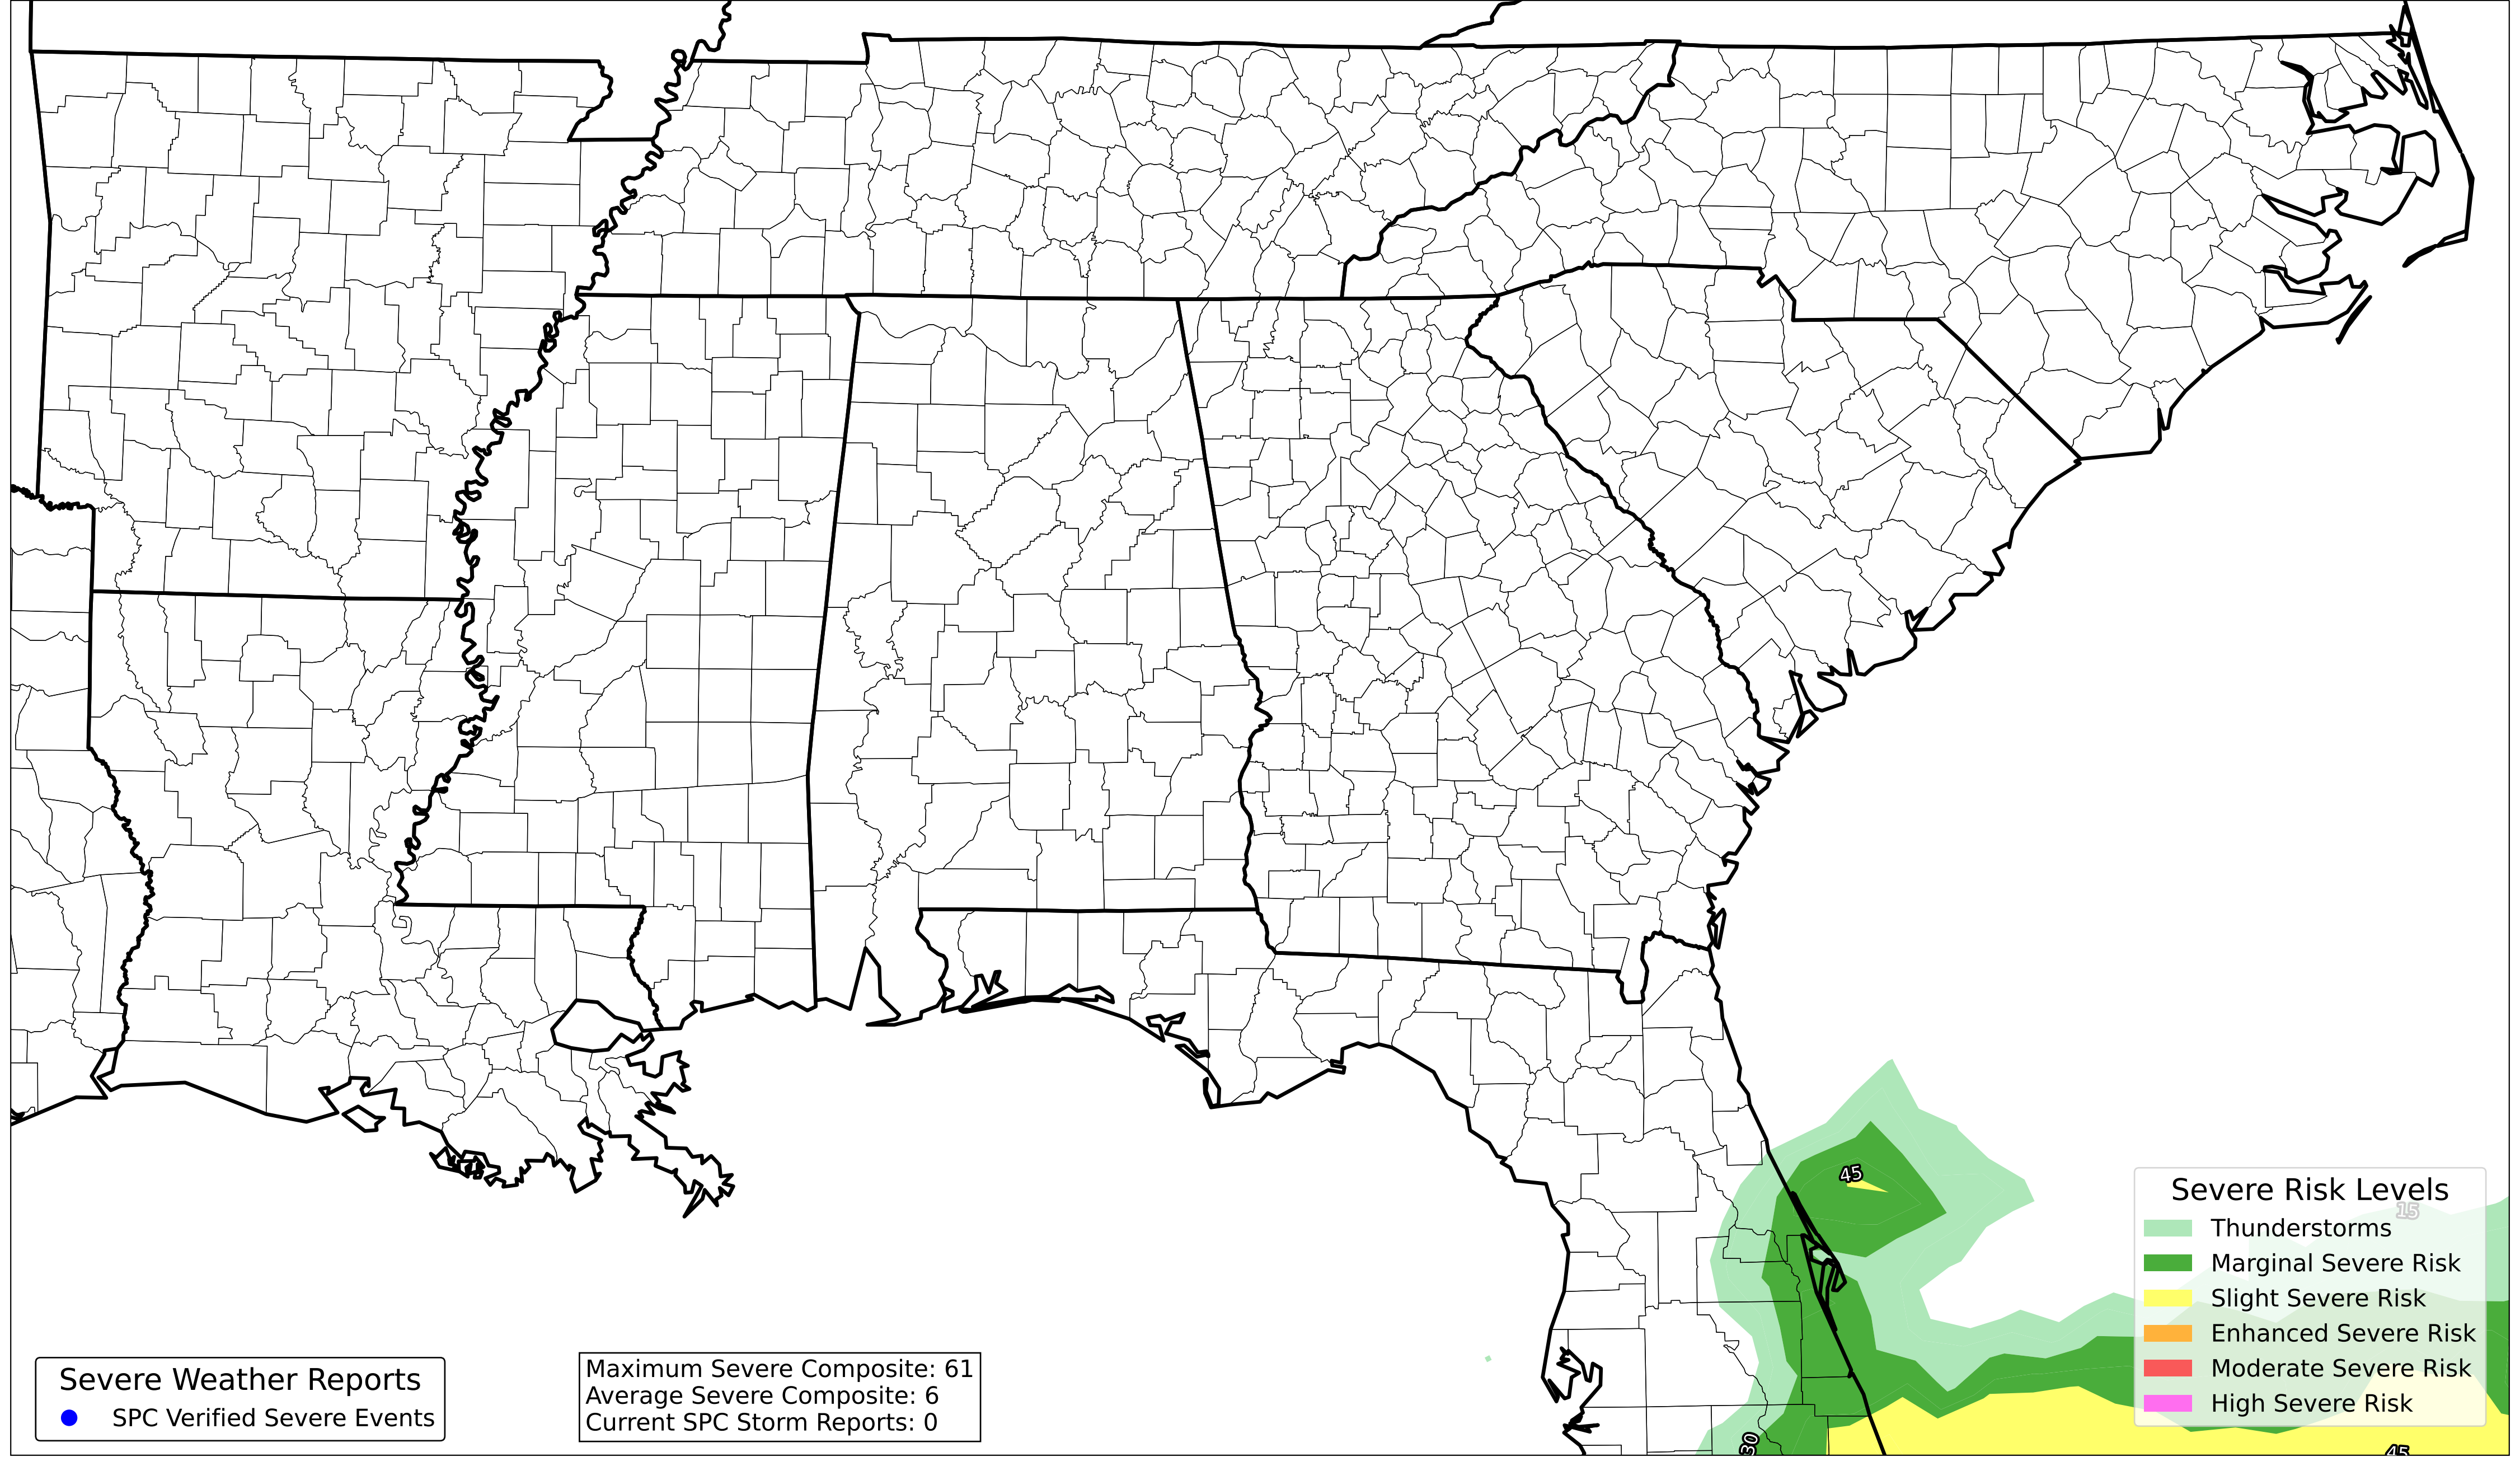 45
Severe Risk Levels
15
Thunderstorms
Marginal Severe Risk
Slight Severe Risk
Enhanced Severe Risk
Moderate Severe Risk
High Severe Risk
Severe Weather Reports
SPC Verified Severe Events
Maximum Severe Composite: 61
Average Severe Composite: 6
Current SPC Storm Reports: 0
30
45